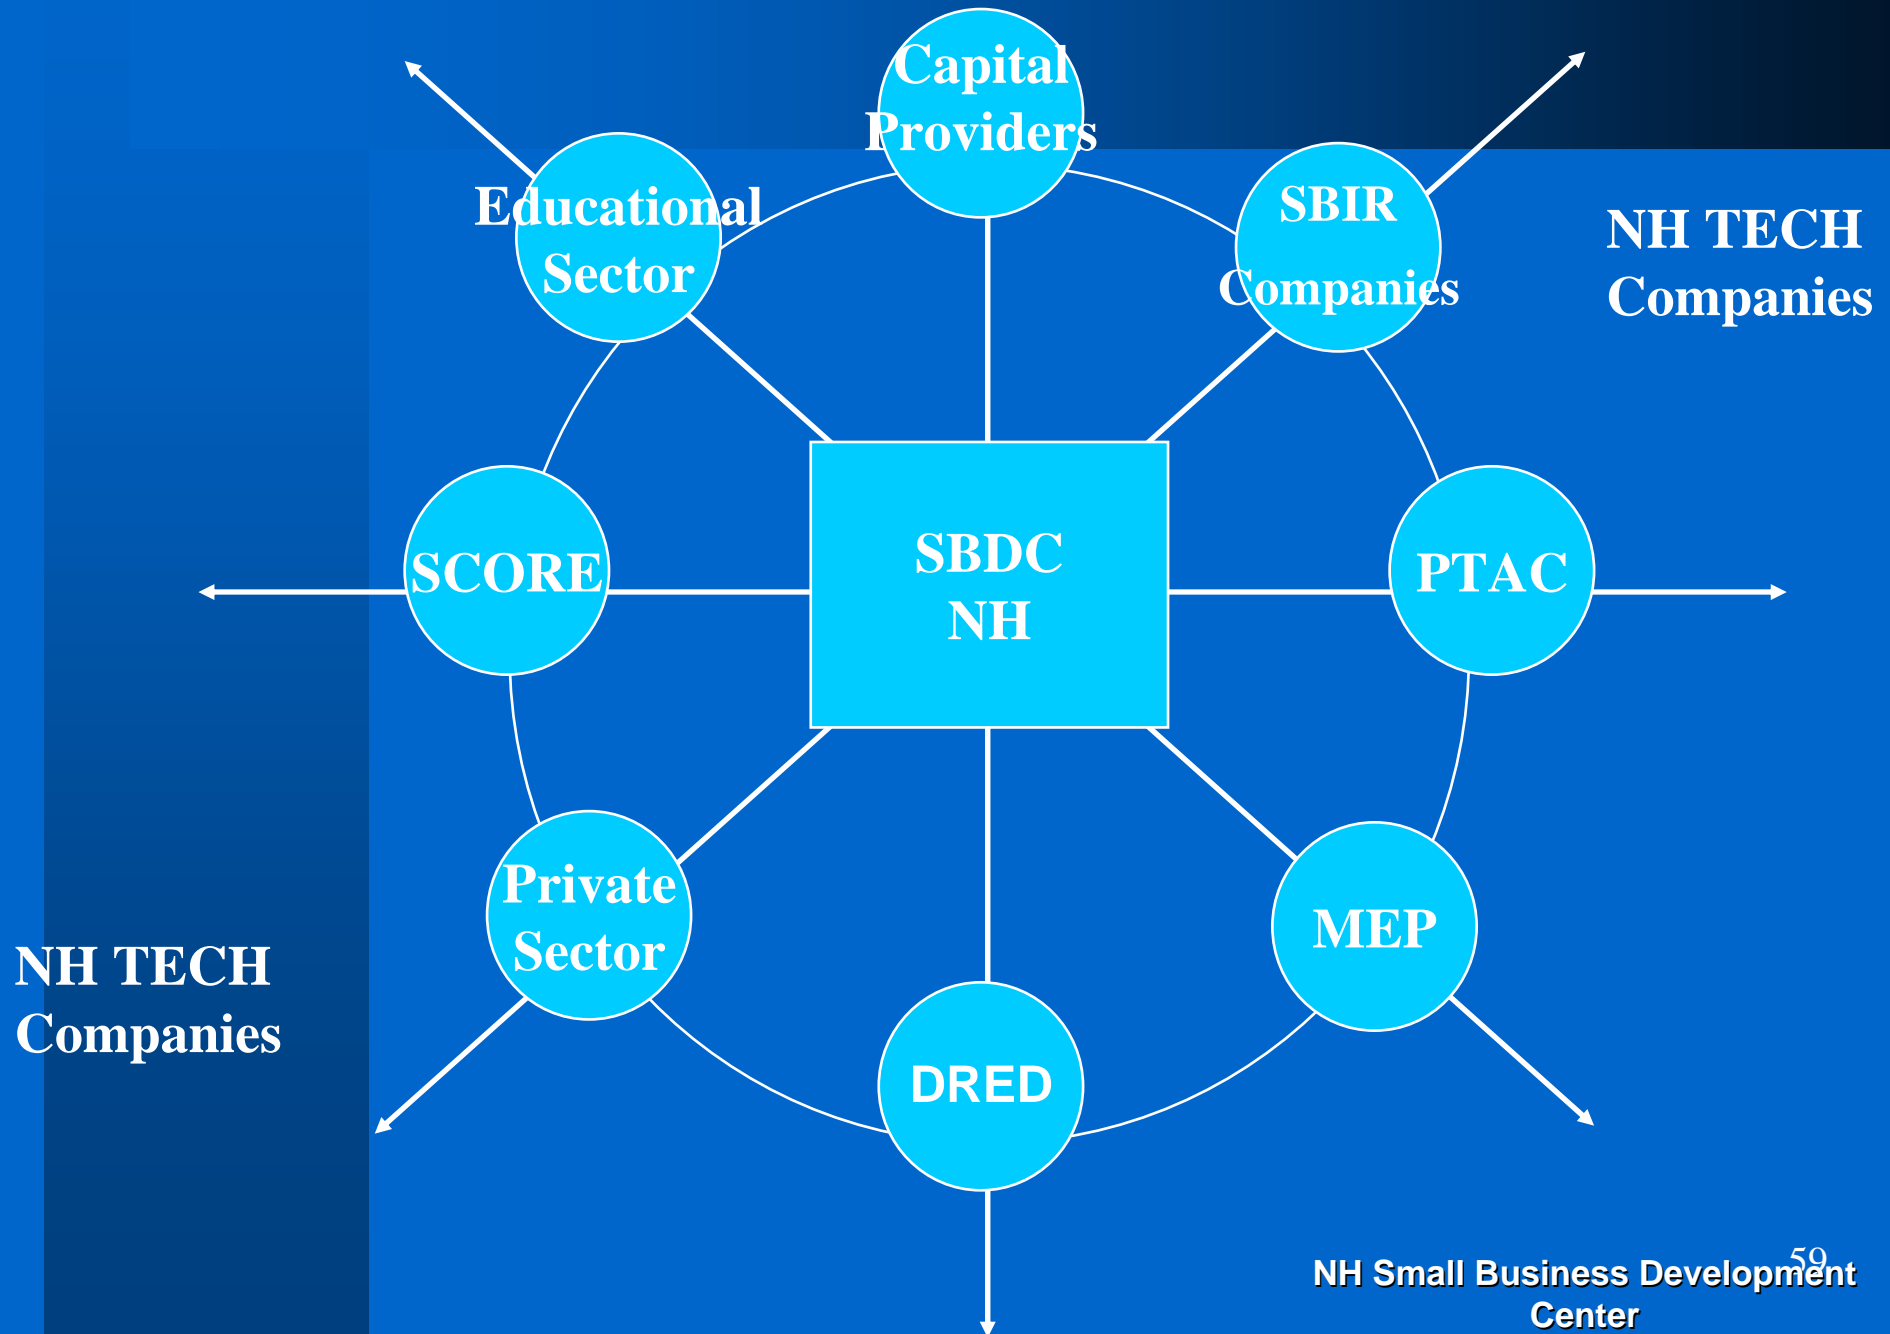 Capital
Providers
Educational
Sector
SBIR
Companies
NH TECH
Companies
SCORE
SBDC
NH
PTAC
Private
Sector
MEP
NH TECH
Companies
DRED
59
NH Small Business Development
Center